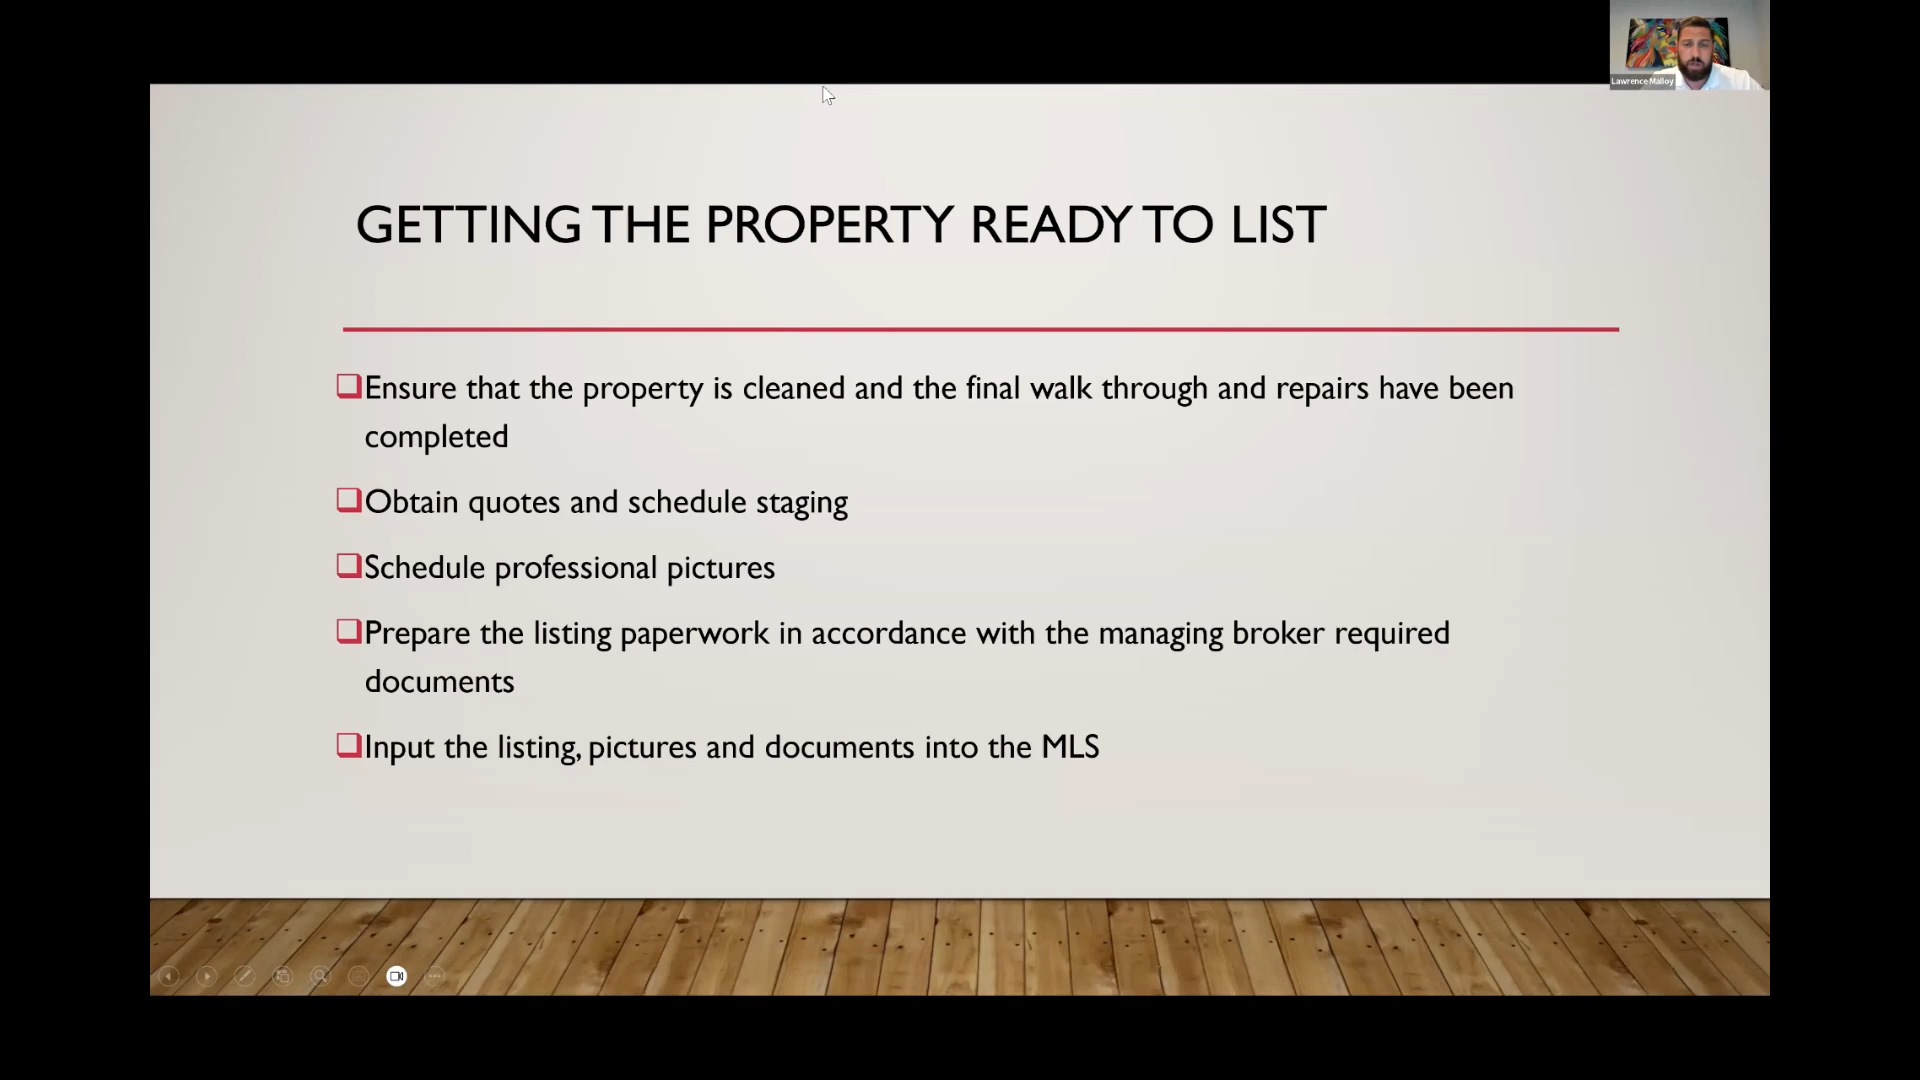 Lawrence Malloy
GETTING THE PROPERTY READY TO LIST
Ensure that the property is cleaned and the final walk through and repairs have been
completed
Obtain quotes and schedule staging
Schedule professional pictures
Prepare the listing paperwork in accordance with the managing broker required
documents
Input the listing, pictures and documents into the MLS